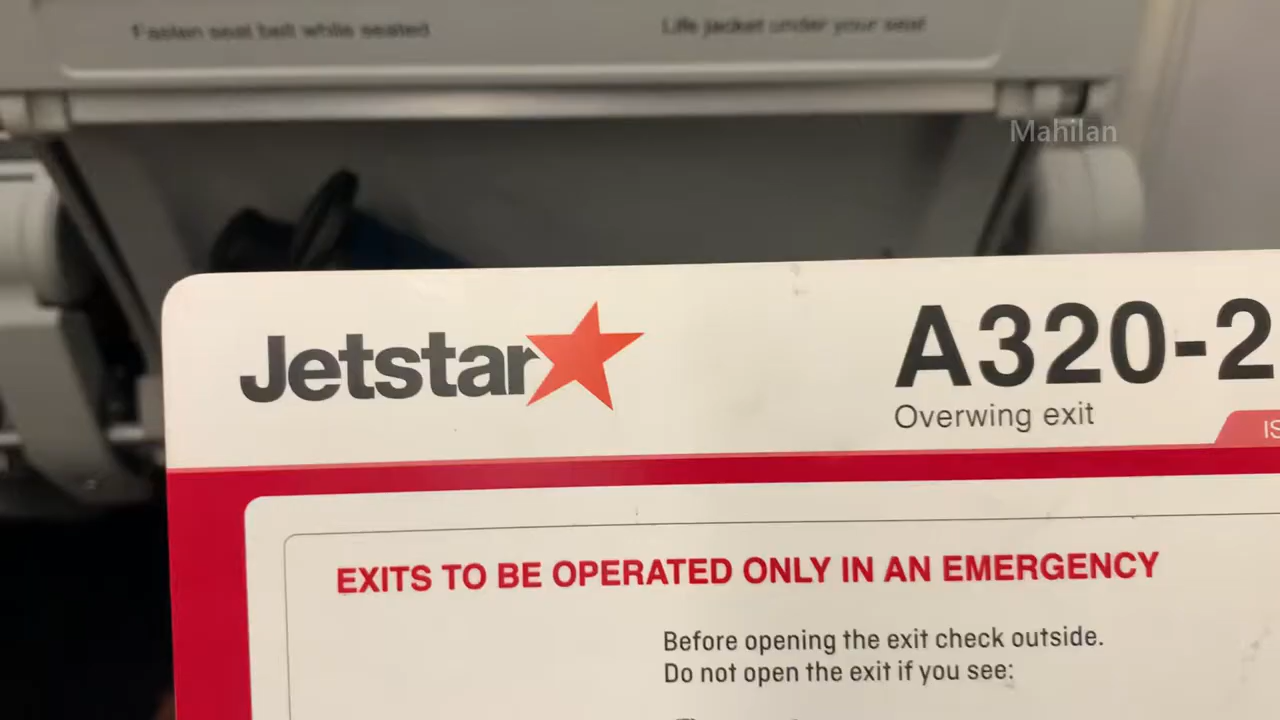 Fasten seat belt while seated
Life jacket under your seat
Mahilan
Jetstar
A320-2
Overwing exit
IS
EXITS TO BE OPERATED ONLY IN AN EMERGENCY
Before opening the exit check outside.
Do not open the exit if you see: